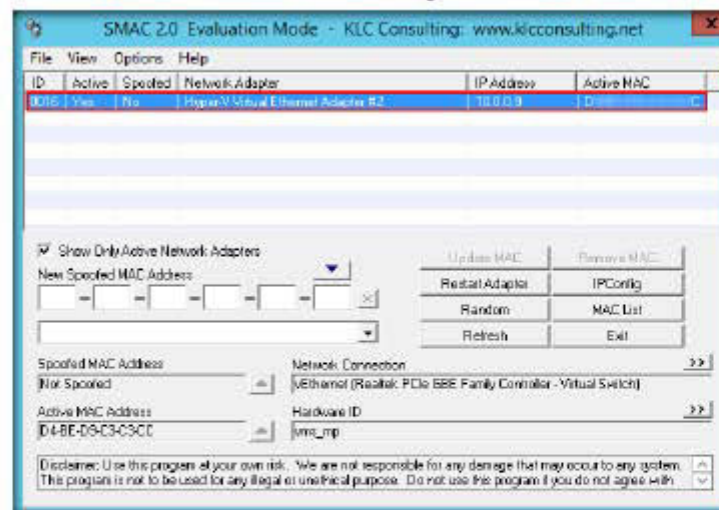 SMAC 2.0 Evaluation Mode - KLC Consulting: www.klcconsulting.net
File View Options Help
ID Active Spoofed Network Adapter IP Address Active MAC
0016 Yes No Hyper-V Virtual Ethernet Adapter #2 10.0.0.9
Show Only Active Network Adapters
New Spoofed MAC Address
Update MAC Remove MAC
Restart Adapter IPConfig
Random MAC List
Refresh Exit
Spoofed MAC Address Network Connection >>
Not Spoofed vEthernet (Realtek PCIe GBE Family Controller - Virtual Switch)
Active MAC Address Hardware ID >>
D4-BE-D9-C3-C3-CC vms_mp
Disclaimer: Use this program at your own risk. We are not responsible for any damage that may occur to any system.
This program is not to be used for any illegal or unethical purpose. Do not use this program if you do not agree with